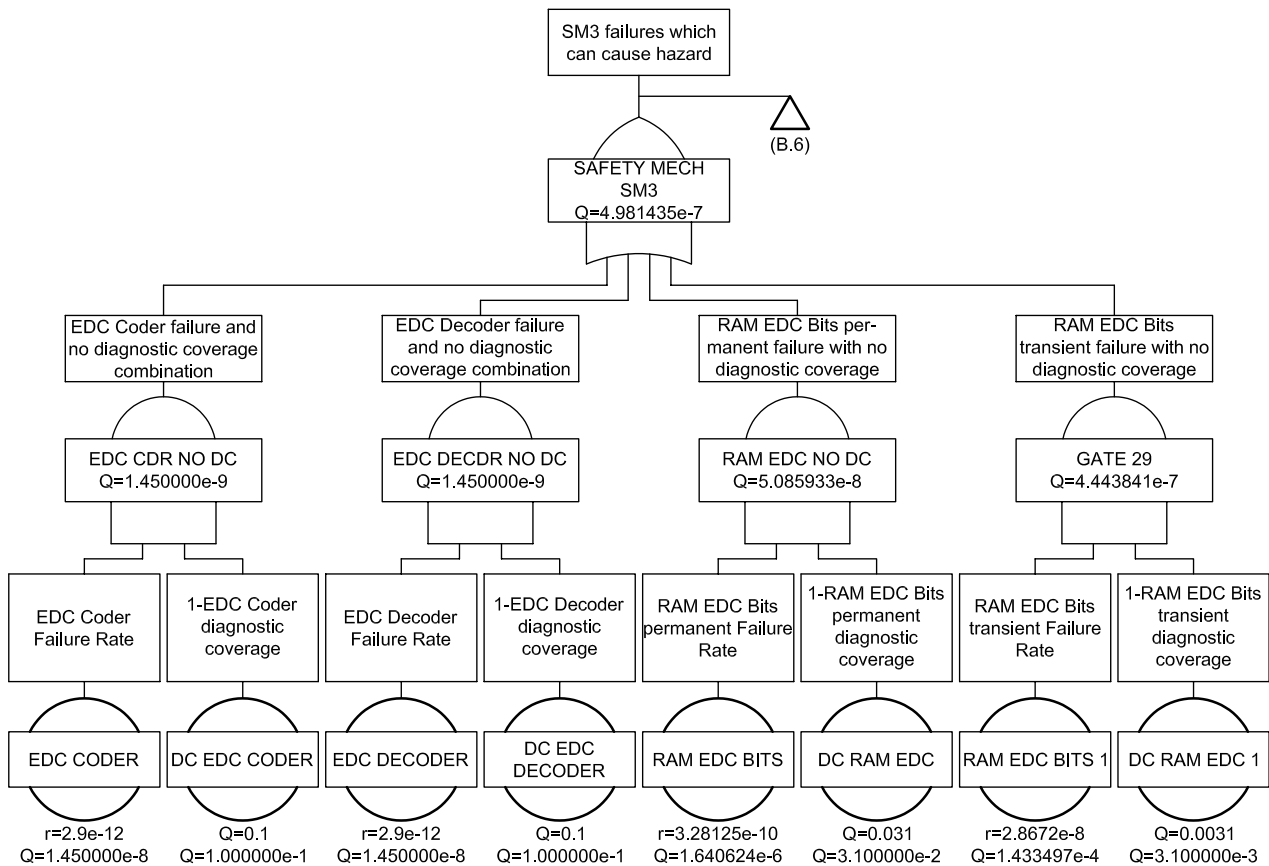 SM3 failures which
can cause hazard
(B.6)
SAFETY MECH
SM3
Q=4.981435e-7
EDC Coder failure and
no diagnostic coverage
combination
EDC Decoder failure
and no diagnostic
coverage combination
RAM EDC Bits per-
manent failure with no
diagnostic coverage
RAM EDC Bits
transient failure with no
diagnostic coverage
EDC CDR NO DC
Q=1.450000e-9
EDC DECDR NO DC
Q=1.450000e-9
RAM EDC NO DC
Q=5.085933e-8
GATE 29
Q=4.443841e-7
EDC Coder
Failure Rate
1-EDC Coder
diagnostic
coverage
EDC Decoder
Failure Rate
1-EDC Decoder
diagnostic
coverage
RAM EDC Bits
permanent Failure
Rate
1-RAM EDC Bits
permanent
diagnostic
coverage
RAM EDC Bits
transient Failure
Rate
1-RAM EDC Bits
transient
diagnostic
coverage
EDC CODER
DC EDC CODER
EDC DECODER
DC EDC
DECODER
RAM EDC BITS
DC RAM EDC
RAM EDC BITS 1
DC RAM EDC 1
r=2.9e-12
Q=1.450000e-8
Q=0.1
Q=1.000000e-1
r=2.9e-12
Q=1.450000e-8
Q=0.1
Q=1.000000e-1
r=3.28125e-10
Q=1.640624e-6
Q=0.031
Q=3.100000e-2
r=2.8672e-8
Q=1.433497e-4
Q=0.0031
Q=3.100000e-3